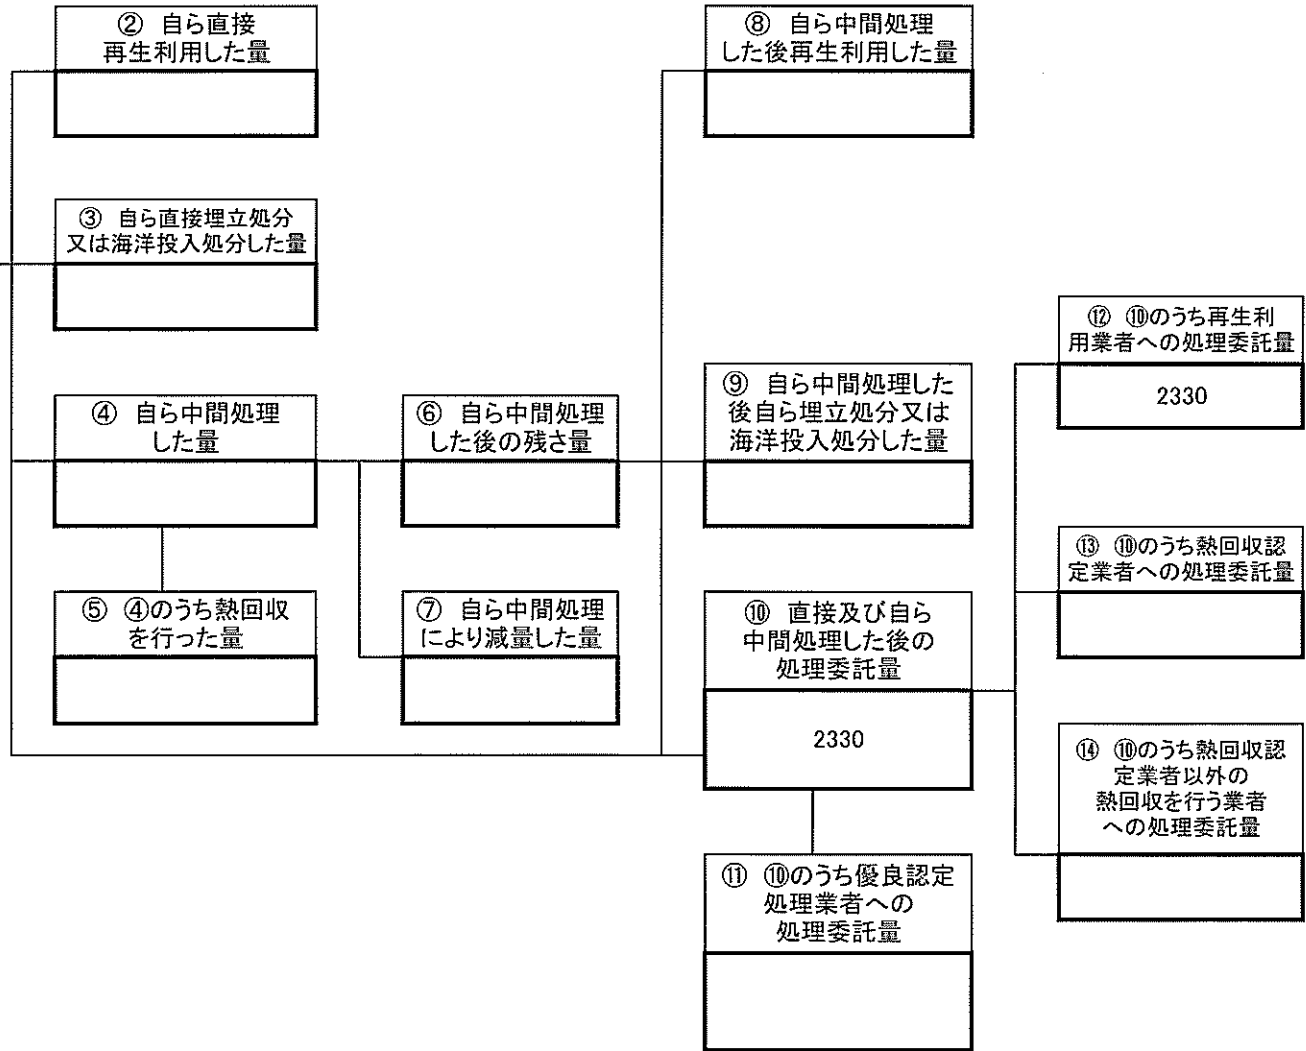 ② 自ら直接
再生利用した量
⑧ 自ら中間処理
した後再生利用した量
③ 自ら直接埋立処分
又は海洋投入処分した量
⑫ ⑩のうち再生利
用業者への処理委託量
2330
④ 自ら中間処理
した量
⑥ 自ら中間処理
した後の残さ量
⑨ 自ら中間処理した
後自ら埋立処分又は
海洋投入処分した量
⑬ ⑩のうち熱回収認
定業者への処理委託量
⑤ ④のうち熱回収
を行った量
⑦ 自ら中間処理
により減量した量
⑩ 直接及び自ら
中間処理した後の
処理委託量
2330
⑭ ⑩のうち熱回収認
定業者以外の
熱回収を行う業者
への処理委託量
⑪ ⑩のうち優良認定
処理業者への
処理委託量